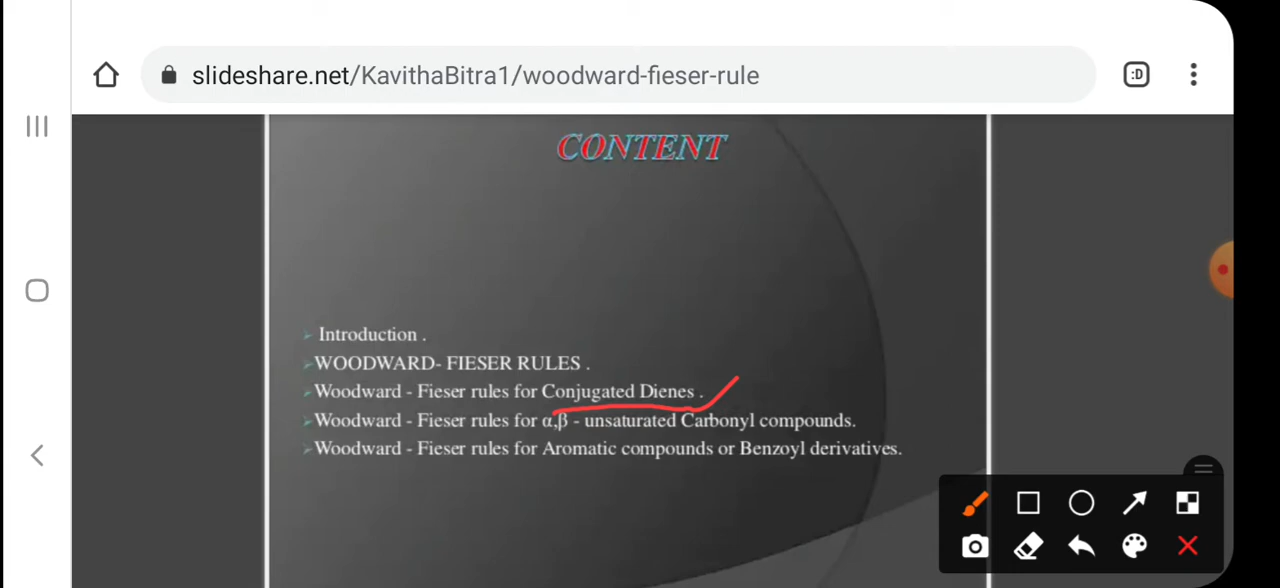 slideshare.net/KavithaBitra1/woodward-fieser-rule
:D
CONTENT
Introduction .
WOODWARD- FIESER RULES .
Woodward - Fieser rules for Conjugated Dienes .
Woodward - Fieser rules for α,β - unsaturated Carbonyl compounds.
Woodward - Fieser rules for Aromatic compounds or Benzoyl derivatives.